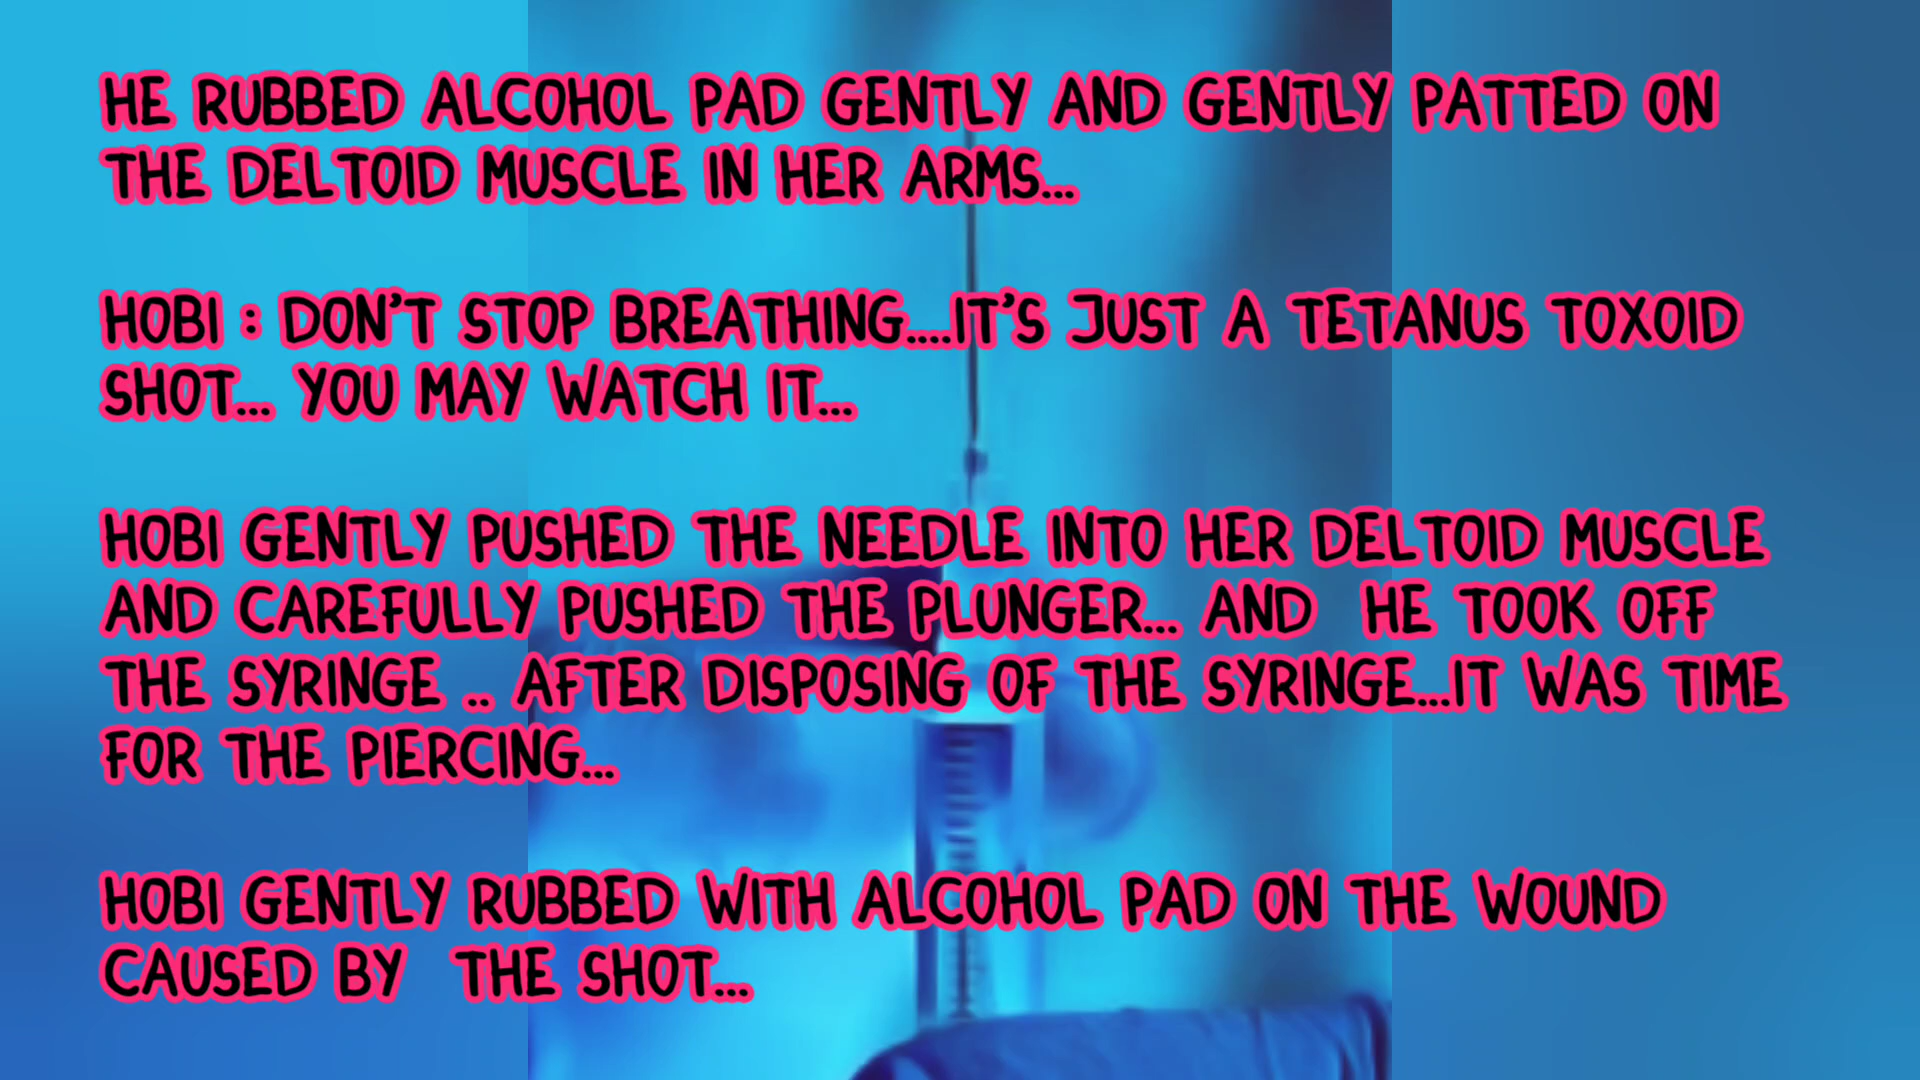 HE RUBBED ALCOHOL PAD GENTLY AND GENTLY PATTED ON
THE DELTOID MUSCLE IN HER ARMS...
HOBI : DON'T STOP BREATHING....IT'S JUST A TETANUS TOXOID
SHOT... YOU MAY WATCH IT...
HOBI GENTLY PUSHED THE NEEDLE INTO HER DELTOID MUSCLE
AND CAREFULLY PUSHED THE PLUNGER... AND HE TOOK OFF
THE SYRINGE .. AFTER DISPOSING OF THE SYRINGE...IT WAS TIME
FOR THE PIERCING...
HOBI GENTLY RUBBED WITH ALCOHOL PAD ON THE WOUND
CAUSED BY THE SHOT...